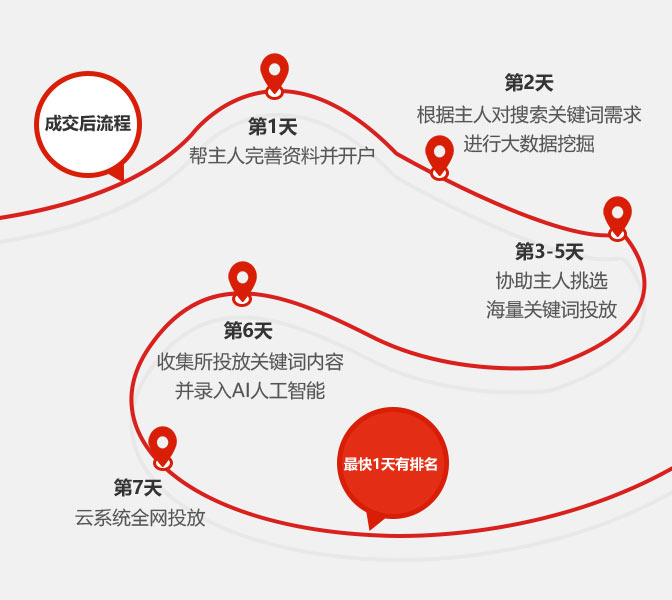 成交后流程
第1天
帮主人完善资料并开户
第2天
根据主人对搜索关键词需求
进行大数据挖掘
第3-5天
协助主人挑选
海量关键词投放
第6天
收集所投放关键词内容
并录入AI人工智能
第7天
云系统全网投放
最快1天有排名